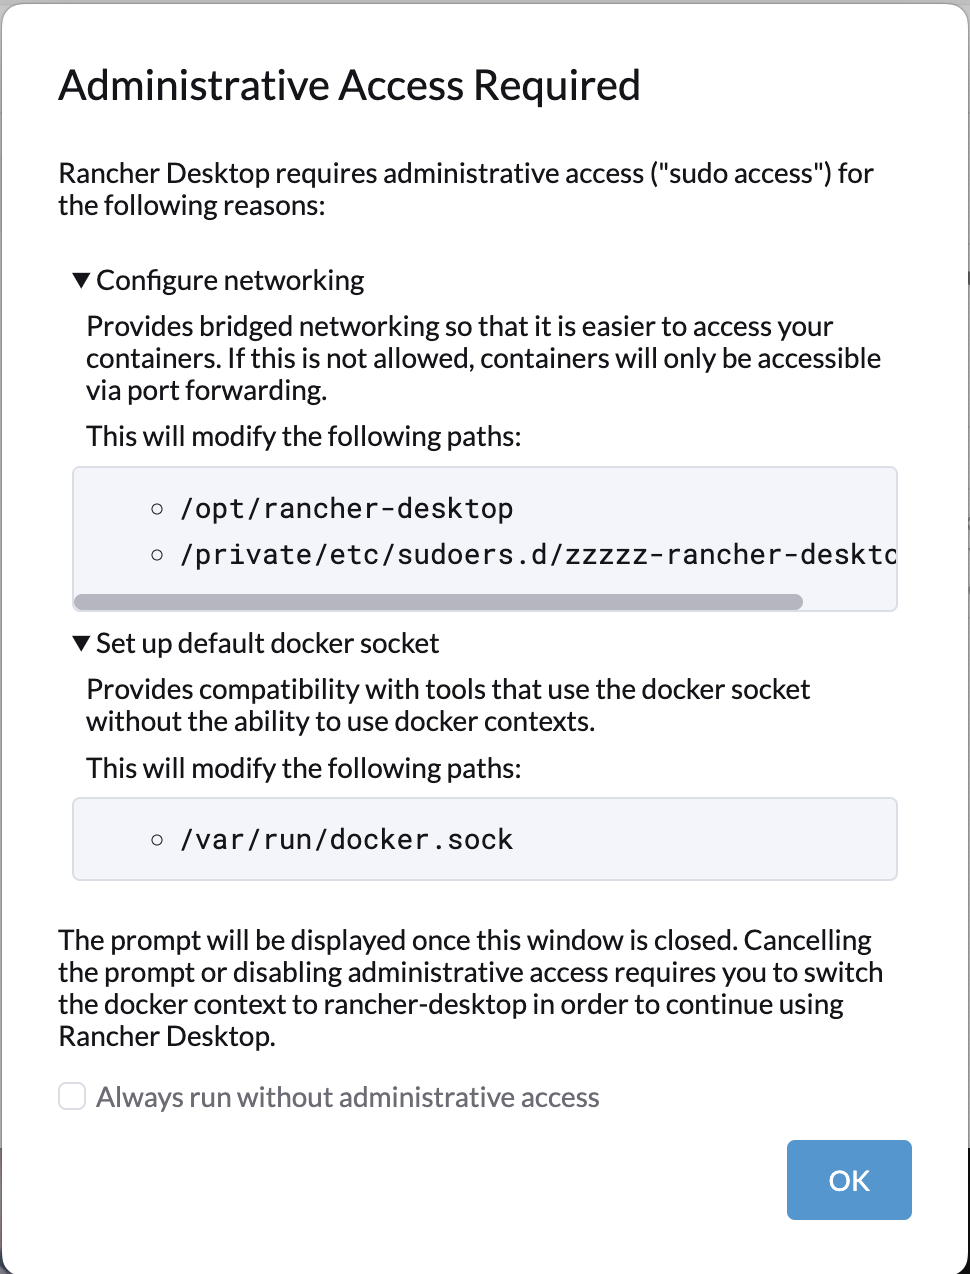 Administrative Access Required
Rancher Desktop requires administrative access ("sudo access") for
the following reasons:
▼ Configure networking
Provides bridged networking so that it is easier to access your
containers. If this is not allowed, containers will only be accessible
via port forwarding.
This will modify the following paths:
◦ /opt/rancher-desktop
◦ /private/etc/sudoers.d/zzzzz-rancher-deskto
▼ Set up default docker socket
Provides compatibility with tools that use the docker socket
without the ability to use docker contexts.
This will modify the following paths:
◦ /var/run/docker.sock
The prompt will be displayed once this window is closed. Cancelling
the prompt or disabling administrative access requires you to switch
the docker context to rancher-desktop in order to continue using
Rancher Desktop.
Always run without administrative access
OK